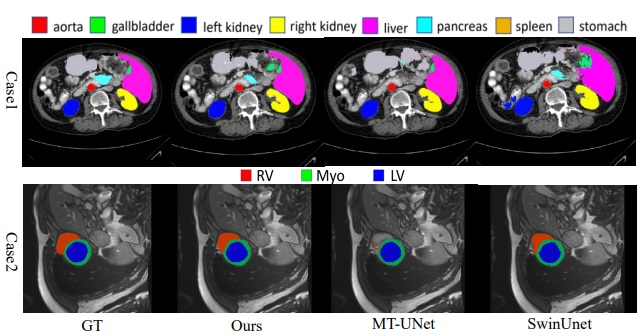 aorta gallbladder left kidney right kidney liver pancreas spleen stomach
Case1
RV Myo LV
Case2
GT Ours MT-UNet SwinUnet